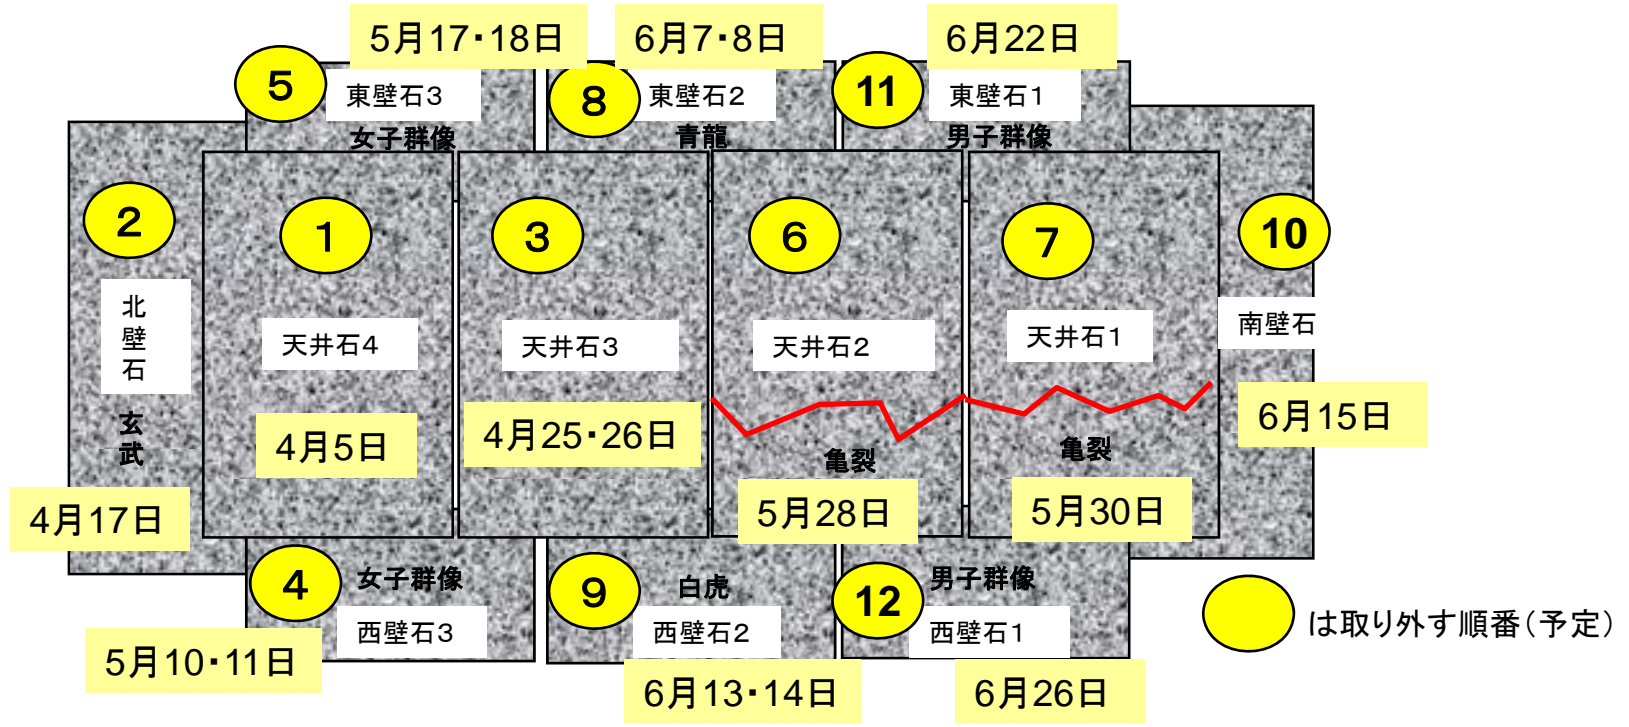 5月17・18日
6月7・8日
6月22日
5
東壁石3
女子群像
8
東壁石2
青龍
11
東壁石1
男子群像
2
北壁石
玄武
4月17日
1
天井石4
4月5日
3
天井石3
4月25・26日
6
天井石2
亀裂
5月28日
7
天井石1
亀裂
5月30日
10
南壁石
6月15日
4
女子群像
西壁石3
5月10・11日
9
白虎
西壁石2
6月13・14日
12
男子群像
西壁石1
6月26日
は取り外す順番(予定)